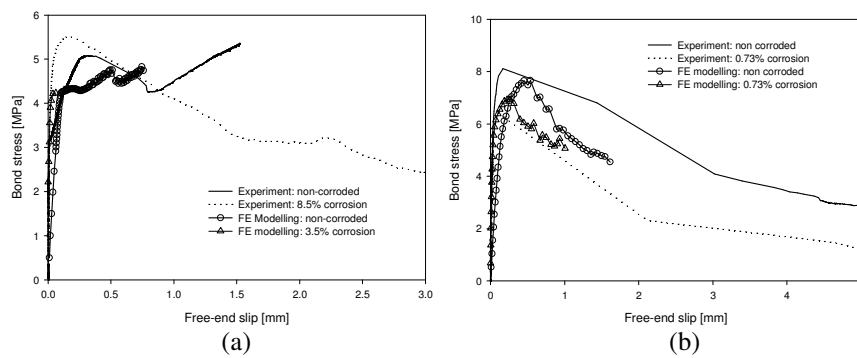 6
5
4
3
2
1
0
Bond stress [MPa]
Experiment: non-corroded
Experiment: 8.5% corrosion
FE Modelling: non-corroded
FE modelling: 3.5% corrosion
0.0 0.5 1.0 1.5 2.0 2.5 3.0
Free-end slip [mm]
(a)
10
8
6
4
2
0
Bond stress [MPa]
Experiment: non corroded
Experiment: 0.73% corrosion
FE modelling: non corroded
FE modelling: 0.73% corrosion
0 1 2 3 4
Free-end slip [mm]
(b)